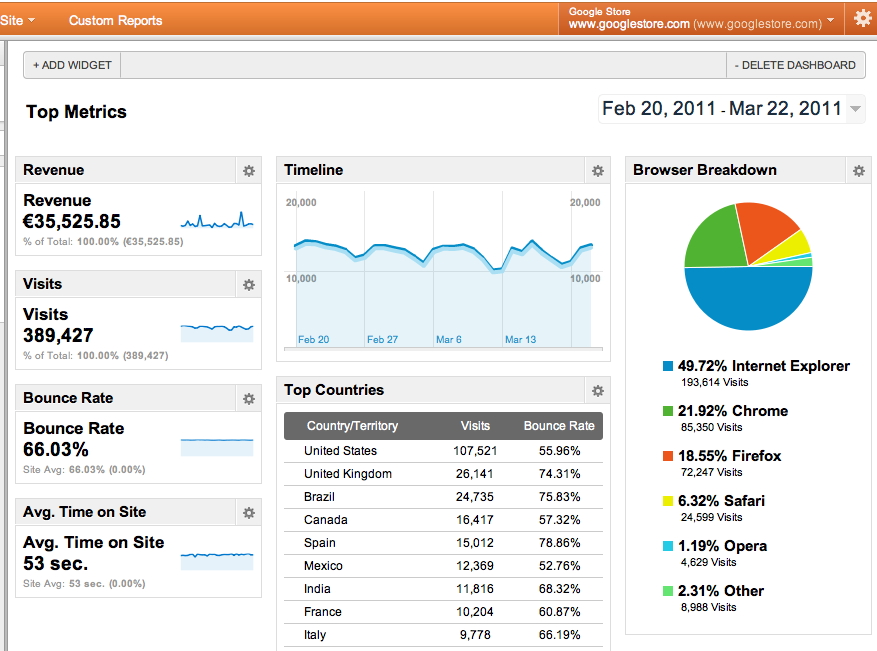 Site
Custom Reports
Google Store
www.googlestore.com (www.googlestore.com)
+ ADD WIDGET
- DELETE DASHBOARD
Top Metrics
Feb 20, 2011 - Mar 22, 2011
Revenue
Revenue
€35,525.85
% of Total: 100.00% (€35,525.85)
Visits
Visits
389,427
% of Total: 100.00% (389,427)
Bounce Rate
Bounce Rate
66.03%
Site Avg: 66.03% (0.00%)
Avg. Time on Site
Avg. Time on Site
53 sec.
Site Avg: 53 sec. (0.00%)
Timeline
20,000 20,000
10,000 10,000
Feb 20 Feb 27 Mar 6 Mar 13
Top Countries
Country/Territory Visits Bounce Rate
United States 107,521 55.96%
United Kingdom 26,141 74.31%
Brazil 24,735 75.83%
Canada 16,417 57.32%
Spain 15,012 78.86%
Mexico 12,369 52.76%
India 11,816 68.32%
France 10,204 60.87%
Italy 9,778 66.19%
Browser Breakdown
49.72% Internet Explorer
193,614 Visits
21.92% Chrome
85,350 Visits
18.55% Firefox
72,247 Visits
6.32% Safari
24,599 Visits
1.19% Opera
4,629 Visits
2.31% Other
8,988 Visits